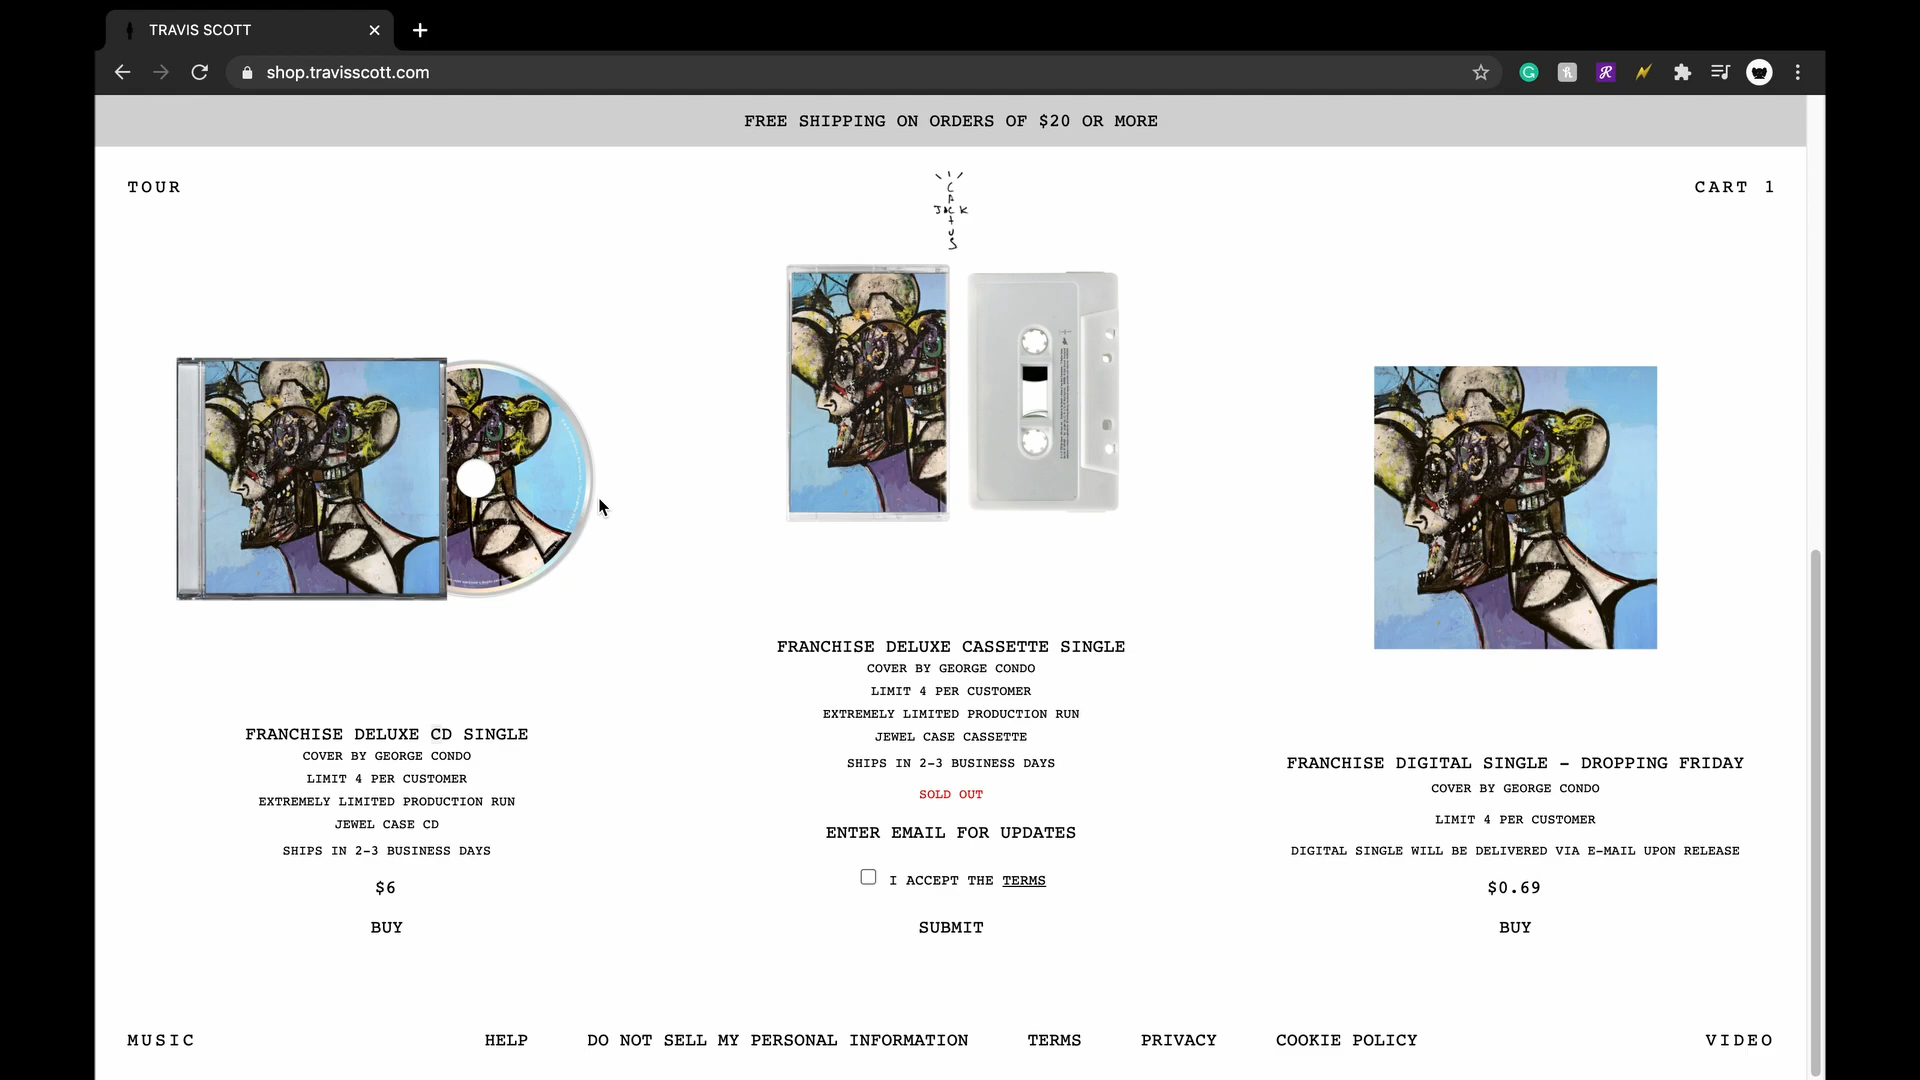 TRAVIS SCOTT
shop.travisscott.com
FREE SHIPPING ON ORDERS OF $20 OR MORE
TOUR
CACTUS
JACK
CART 1
FRANCHISE DELUXE CD SINGLE
COVER BY GEORGE CONDO
LIMIT 4 PER CUSTOMER
EXTREMELY LIMITED PRODUCTION RUN
JEWEL CASE CD
SHIPS IN 2-3 BUSINESS DAYS
$6
BUY
FRANCHISE DELUXE CASSETTE SINGLE
COVER BY GEORGE CONDO
LIMIT 4 PER CUSTOMER
EXTREMELY LIMITED PRODUCTION RUN
JEWEL CASE CASSETTE
SHIPS IN 2-3 BUSINESS DAYS
SOLD OUT
ENTER EMAIL FOR UPDATES
I ACCEPT THE TERMS
SUBMIT
FRANCHISE DIGITAL SINGLE – DROPPING FRIDAY
COVER BY GEORGE CONDO
LIMIT 4 PER CUSTOMER
DIGITAL SINGLE WILL BE DELIVERED VIA E-MAIL UPON RELEASE
$0.69
BUY
MUSIC
HELP
DO NOT SELL MY PERSONAL INFORMATION
TERMS
PRIVACY
COOKIE POLICY
VIDEO